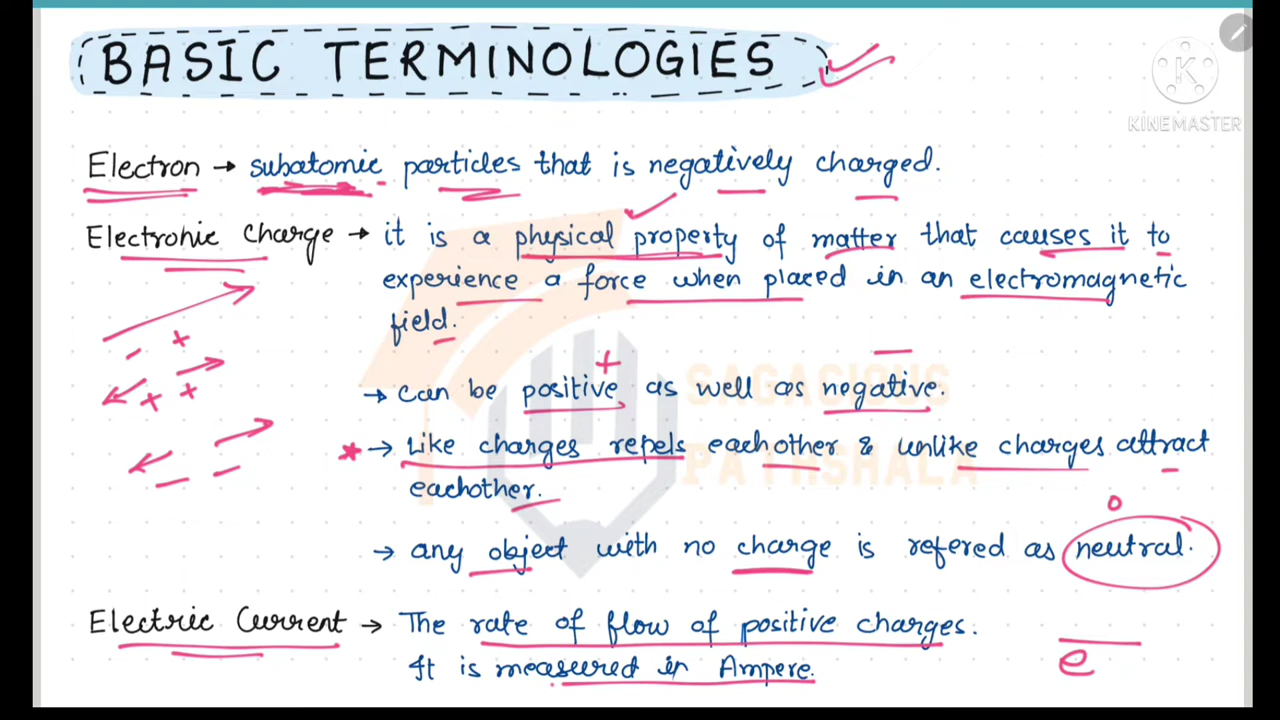 BASIC TERMINOLOGIES
KINEMASTER
Electron → subatomic particles that is negatively charged.
Electronic Charge → it is a physical property of matter that causes it to
experience a force when placed in an electromagnetic
field.
→ can be positive as well as negative.
→ Like charges repels eachother & unlike charges attract
eachother.
→ any object with no charge is refered as neutral.
Electric Current → The rate of flow of positive charges.
It is measured in Ampere.
e
SAGACIOUS
PATHSHALA